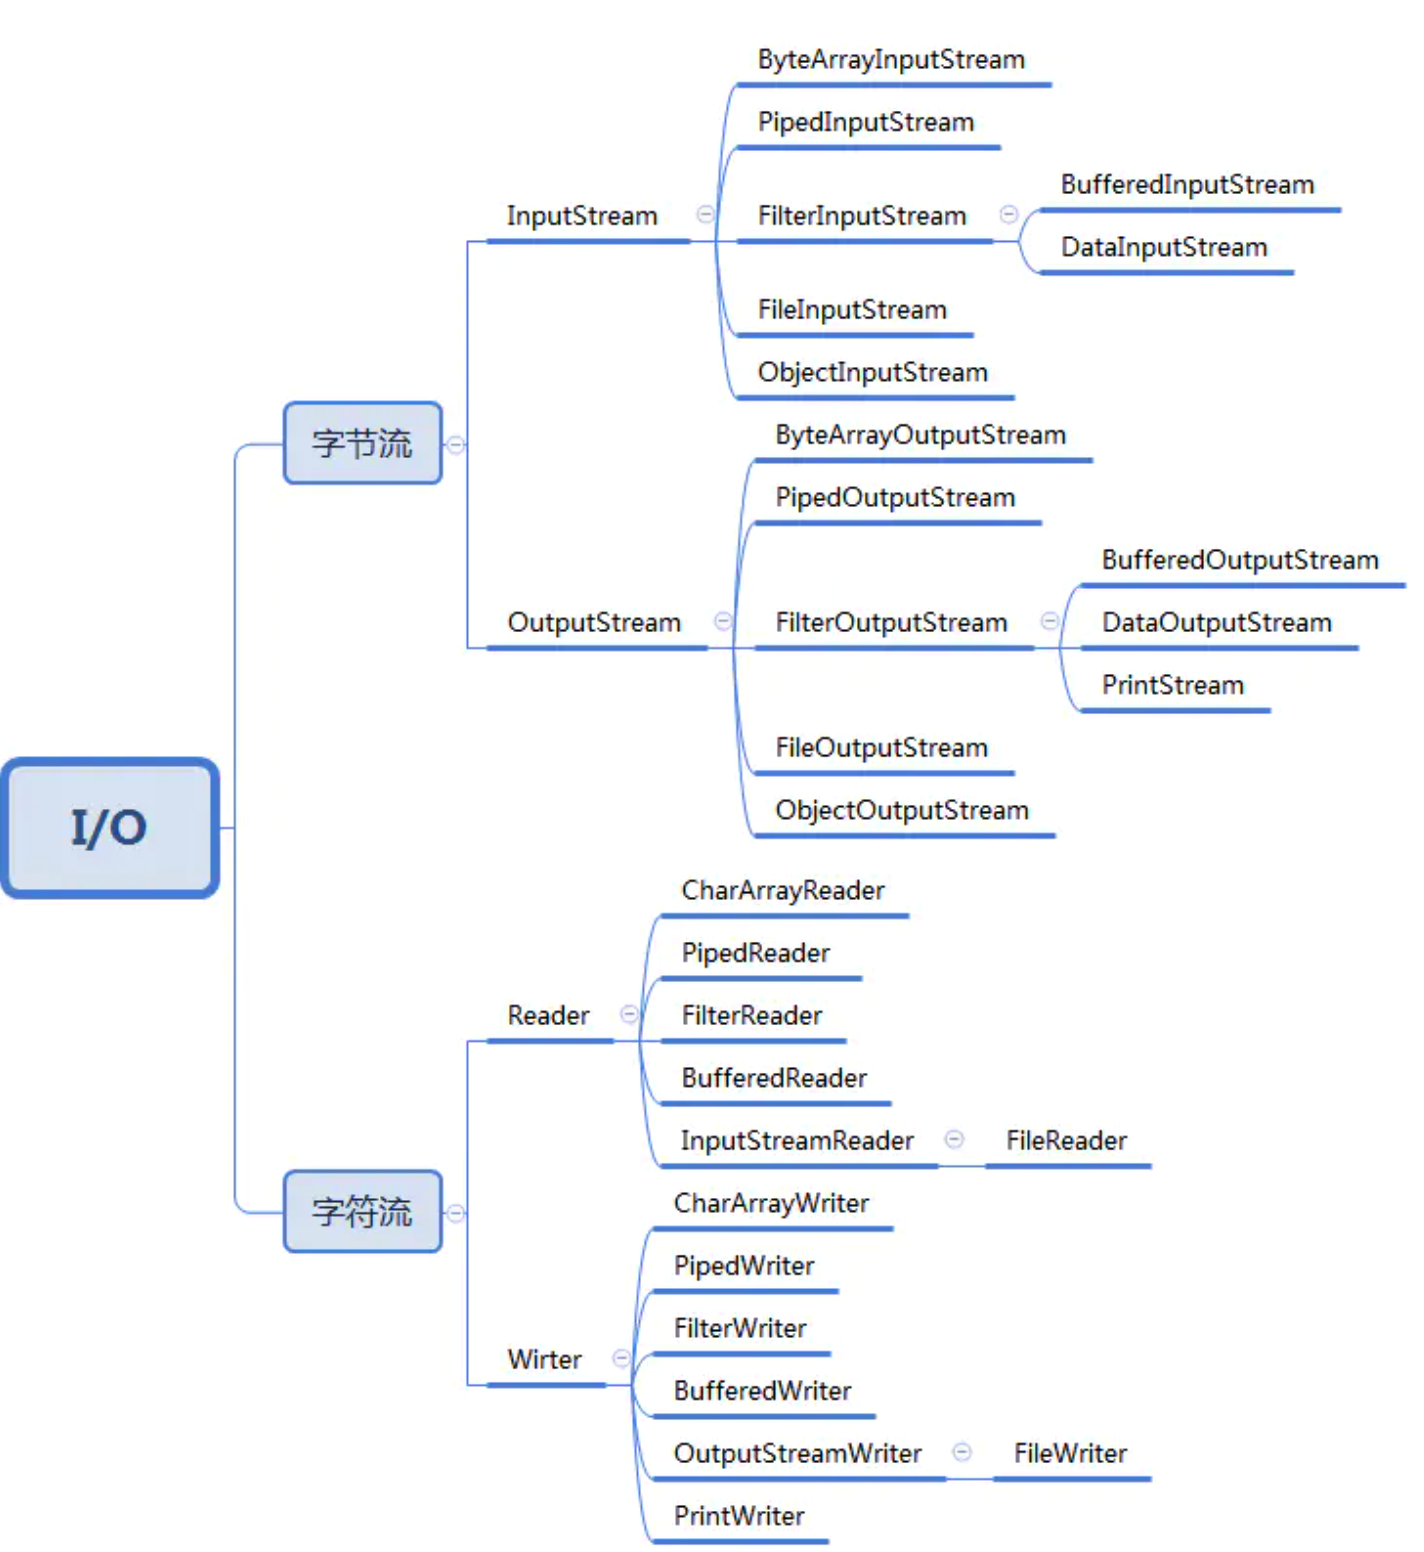 I/O
字节流
InputStream
ByteArrayInputStream
PipedInputStream
FilterInputStream
BufferedInputStream
DataInputStream
FileInputStream
ObjectInputStream
OutputStream
ByteArrayOutputStream
PipedOutputStream
FilterOutputStream
BufferedOutputStream
DataOutputStream
PrintStream
FileOutputStream
ObjectOutputStream
字符流
Reader
CharArrayReader
PipedReader
FilterReader
BufferedReader
InputStreamReader
FileReader
Wirter
CharArrayWriter
PipedWriter
FilterWriter
BufferedWriter
OutputStreamWriter
FileWriter
PrintWriter